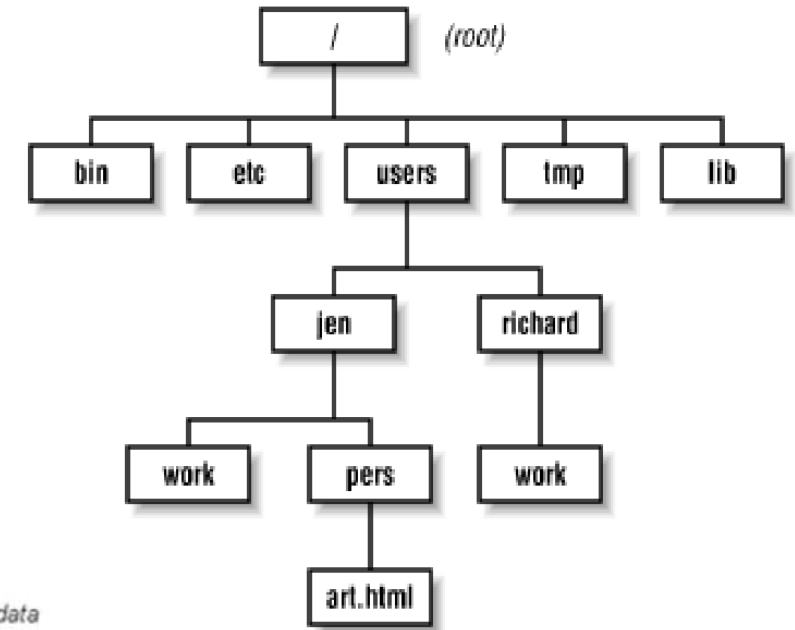 / (root)
bin etc users tmp lib
jen richard
work pers work
art.html
data